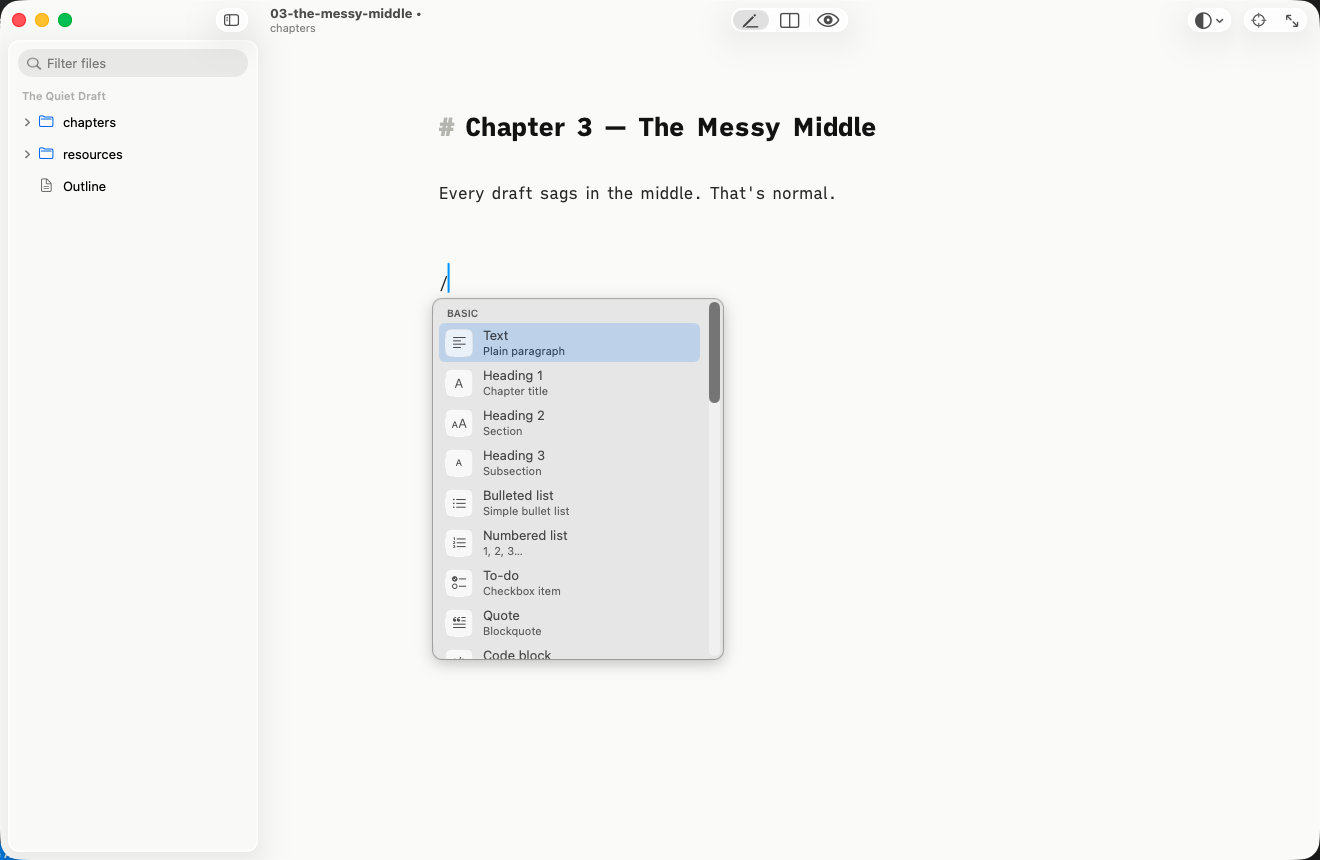 03-the-messy-middle •
chapters
Filter files
The Quiet Draft
chapters
resources
Outline
# Chapter 3 — The Messy Middle
Every draft sags in the middle. That's normal.
/
BASIC
Text
Plain paragraph
A
Heading 1
Chapter title
AA
Heading 2
Section
A
Heading 3
Subsection
Bulleted list
Simple bullet list
Numbered list
1, 2, 3...
To-do
Checkbox item
Quote
Blockquote
Code block